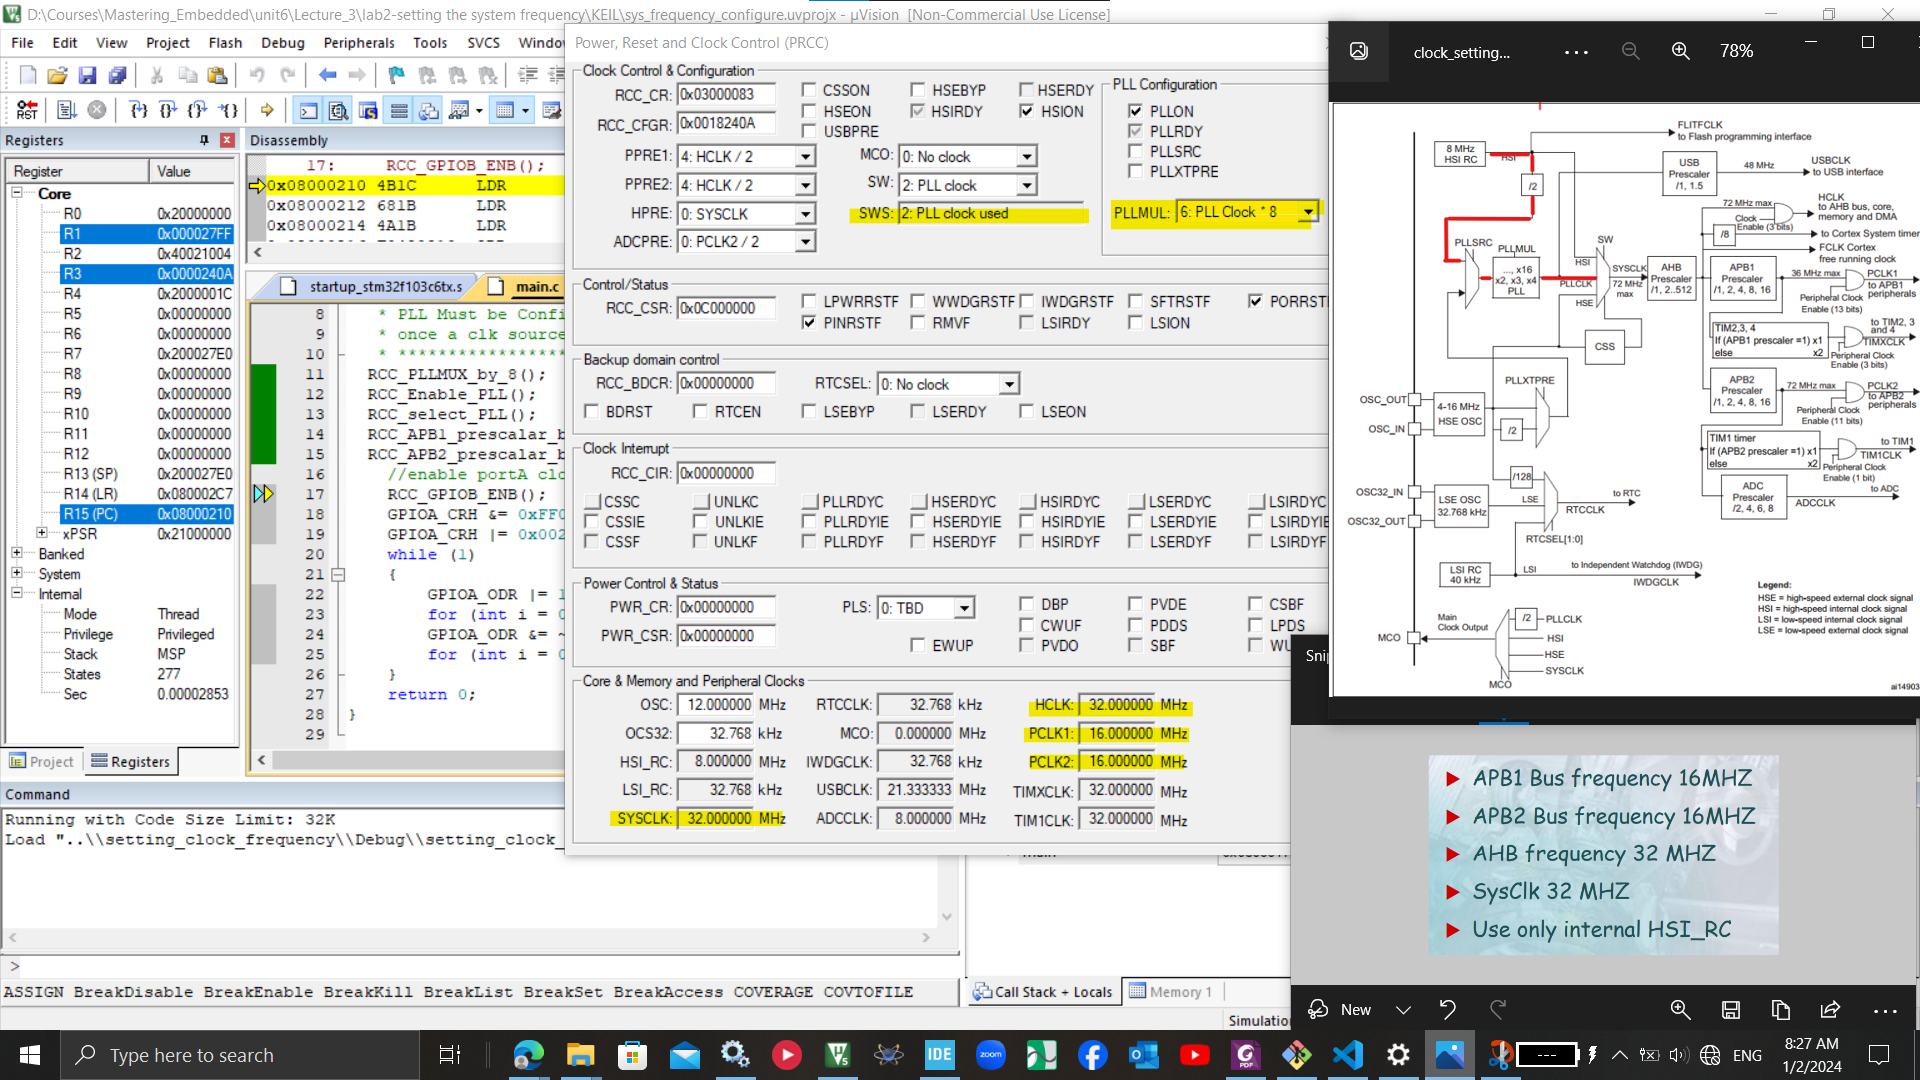 D:\Courses\Mastering_Embedded\unit6\Lecture_3\lab2-setting the system frequency\KEIL\sys_frequency_configure.uvprojx - µVision [Non-Commercial Use License]
File Edit View Project Flash Debug Peripherals Tools SVCS Window
Registers
Register Value
Core
R0 0x20000000
R1 0x000027FF
R2 0x40021004
R3 0x0000240A
R4 0x2000001C
R5 0x00000000
R6 0x00000000
R7 0x200027E0
R8 0x00000000
R9 0x00000000
R10 0x00000000
R11 0x00000000
R12 0x00000000
R13 (SP) 0x200027E0
R14 (LR) 0x080002C7
R15 (PC) 0x08000210
xPSR 0x21000000
Banked
System
Internal
Mode Thread
Privilege Privileged
Stack MSP
States 277
Sec 0.00002853
Project Registers
Disassembly
17: RCC_GPIOB_ENB();
0x08000210 4B1C LDR
0x08000212 681B LDR
0x08000214 4A1B LDR
startup_stm32f103c6tx.s main.c
8 * PLL Must be Confi
9 * once a clk source
10 * *****************
11 RCC_PLLMUX_by_8();
12 RCC_Enable_PLL();
13 RCC_select_PLL();
14 RCC_APB1_prescalar_b
15 RCC_APB2_prescalar_b
16 //enable portA clo
17 RCC_GPIOB_ENB();
18 GPIOA_CRH &= 0xFF0
19 GPIOA_CRH |= 0x002
20 while (1)
21 {
22 GPIOA_ODR |= 1
23 for (int i = 0
24 GPIOA_ODR &= ~
25 for (int i = 0
26 }
27 return 0;
28 }
29
Command
Running with Code Size Limit: 32K
Load "..\\setting_clock_frequency\\Debug\\setting_clock_
>
ASSIGN BreakDisable BreakEnable BreakKill BreakList BreakSet BreakAccess COVERAGE COVTOFILE
Call Stack + Locals Memory 1
Simulation
Power, Reset and Clock Control (PRCC)
Clock Control & Configuration
RCC_CR: 0x03000083
RCC_CFGR: 0x0018240A
CSSON HSEBYP HSERDY
HSEON HSIRDY HSION
USBPRE
PPRE1: 4: HCLK / 2 MCO: 0: No clock
PPRE2: 4: HCLK / 2 SW: 2: PLL clock
HPRE: 0: SYSCLK SWS: 2: PLL clock used
ADCPRE: 0: PCLK2 / 2
PLL Configuration
PLLON
PLLRDY
PLLSRC
PLLXTPRE
PLLMUL: 6: PLL Clock * 8
Control/Status
RCC_CSR: 0x0C000000
LPWRRSTF WWDGRSTF IWDGRSTF SFTRSTF PORRST
PINRSTF RMVF LSIRDY LSION
Backup domain control
RCC_BDCR: 0x00000000 RTCSEL: 0: No clock
BDRST RTCEN LSEBYP LSERDY LSEON
Clock Interrupt
RCC_CIR: 0x00000000
CSSC UNLKC PLLRDYC HSERDYC HSIRDYC LSERDYC LSIRDYC
CSSIE UNLKIE PLLRDYIE HSERDYIE HSIRDYIE LSERDYIE LSIRDYIE
CSSF UNLKF PLLRDYF HSERDYF HSIRDYF LSERDYF LSIRDYF
Power Control & Status
PWR_CR: 0x00000000 PLS: 0: TBD
PWR_CSR: 0x00000000
DBP PVDE CSBF
CWUF PDDS LPDS
EWUP PVDO SBF WU
Core & Memory and Peripheral Clocks
OSC: 12.000000 MHz RTCCLK: 32.768 kHz HCLK: 32.000000 MHz
OCS32: 32.768 kHz MCO: 0.000000 MHz PCLK1: 16.000000 MHz
HSI_RC: 8.000000 MHz IWDGCLK: 32.768 kHz PCLK2: 16.000000 MHz
LSI_RC: 32.768 kHz USBCLK: 21.333333 MHz TIMXCLK: 32.000000 MHz
SYSCLK: 32.000000 MHz ADCCLK: 8.000000 MHz TIM1CLK: 32.000000 MHz
clock_setting... 78%
FLITFCLK
to Flash programming interface
8 MHz
HSI RC
HSI
/2
USB
Prescaler
/1, 1.5
48 MHz
USBCLK
to USB interface
72 MHz max
Clock
Enable (3 bits)
HCLK
to AHB bus, core,
memory and DMA
/8
to Cortex System timer
FCLK Cortex
free running clock
PLLSRC
PLLMUL
..., x16
x2, x3, x4
PLL
PLLCLK
SW
HSI
HSE
SYSCLK
72 MHz
max
AHB
Prescaler
/1, 2..512
APB1
Prescaler
/1, 2, 4, 8, 16
36 MHz max
PCLK1
to APB1
peripherals
Peripheral Clock
Enable (13 bits)
TIM2,3, 4
If (APB1 prescaler =1) x1
else x2
to TIM2, 3
and 4
TIMXCLK
Peripheral Clock
Enable (3 bits)
CSS
PLLXTPRE
/2
OSC_OUT
OSC_IN
4-16 MHz
HSE OSC
APB2
Prescaler
/1, 2, 4, 8, 16
72 MHz max
PCLK2
to APB2
peripherals
Peripheral Clock
Enable (11 bits)
TIM1 timer
If (APB2 prescaler =1) x1
else x2
to TIM1
TIM1CLK
Peripheral Clock
Enable (1 bit)
ADC
Prescaler
/2, 4, 6, 8
to ADC
ADCCLK
/128
OSC32_IN
OSC32_OUT
LSE OSC
32.768 kHz
LSE
to RTC
RTCCLK
RTCSEL[1:0]
LSI RC
40 kHz
LSI
to Independent Watchdog (IWDG)
IWDGCLK
Main
Clock Output
MCO
/2
PLLCLK
HSI
HSE
SYSCLK
MCO
Legend:
HSE = high-speed external clock signal
HSI = high-speed internal clock signal
LSI = low-speed internal clock signal
LSE = low-speed external clock signal
ai14903
Snip
APB1 Bus frequency 16MHZ
APB2 Bus frequency 16MHZ
AHB frequency 32 MHZ
SysClk 32 MHZ
Use only internal HSI_RC
New
Type here to search
IDE
zoom
ENG
8:27 AM
1/2/2024